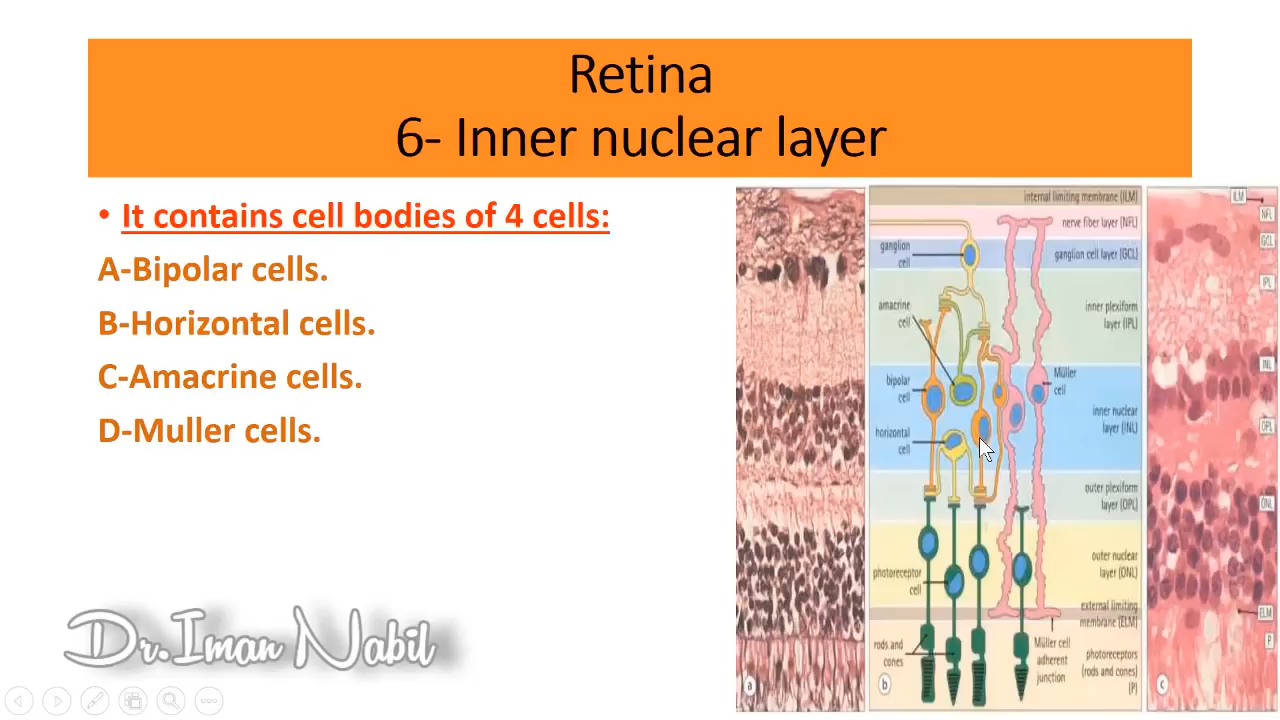 Retina
6- Inner nuclear layer
• It contains cell bodies of 4 cells:
A-Bipolar cells.
B-Horizontal cells.
C-Amacrine cells.
D-Muller cells.
Dr.Iman Nabil
internal limiting membrane (ILM)
nerve fiber layer (NFL)
ganglion
cell
ganglion cell layer (GCL)
amacrine
cell
inner plexiform
layer (IPL)
bipolar
cell
Müller
cell
inner nuclear
layer (INL)
horizontal
cell
outer plexiform
layer (OPL)
outer nuclear
layer (ONL)
photoreceptor
cell
external limiting
membrane (ELM)
rods and
cones
Müller cell
adherent
junction
photoreceptors
(rods and cones)
(P)
a
b
c
ILM
NFL
GCL
IPL
INL
OPL
ONL
ELM
P